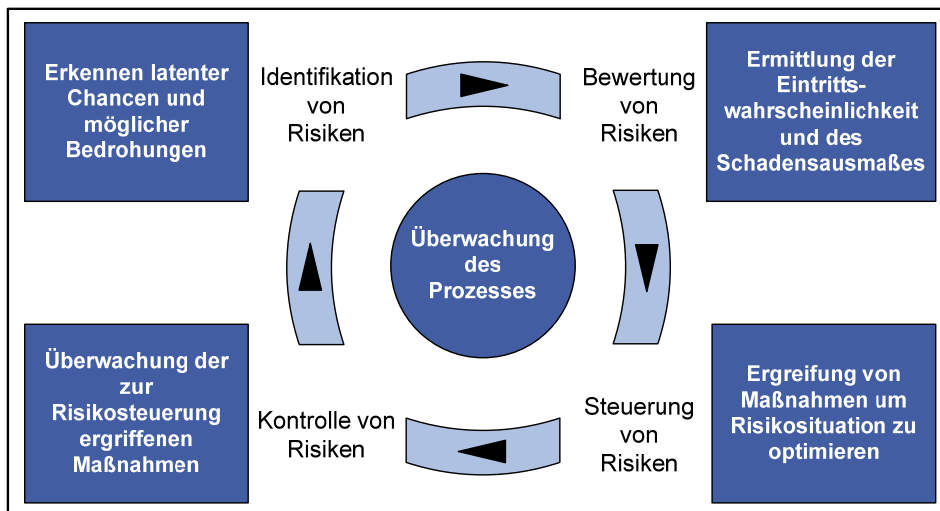 Erkennen latenter
Chancen und
möglicher
Bedrohungen
Identifikation
von
Risiken
Bewertung
von
Risiken
Ermittlung der
Eintritts-
wahrscheinlichkeit
und des
Schadensausmaßes
Überwachung
des
Prozesses
Überwachung der
zur
Risikosteuerung
ergriffenen
Maßnahmen
Kontrolle von
Risiken
Steuerung
von
Risiken
Ergreifung von
Maßnahmen um
Risikosituation zu
optimieren